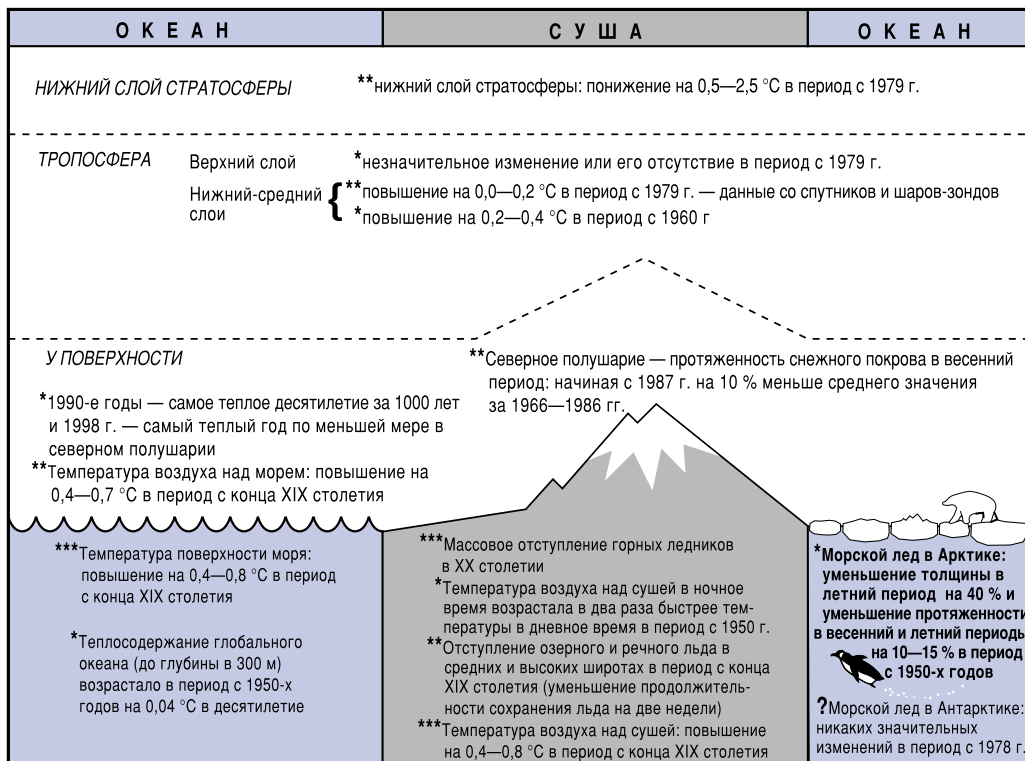 ОКЕАН
СУША
ОКЕАН
НИЖНИЙ СЛОЙ СТРАТОСФЕРЫ
**нижний слой стратосферы: понижение на 0,5—2,5 °C в период с 1979 г.
ТРОПОСФЕРА
Верхний слой
*незначительное изменение или его отсутствие в период с 1979 г.
Нижний-средний
слои
{
**повышение на 0,0—0,2 °C в период с 1979 г. — данные со спутников и шаров-зондов
*повышение на 0,2—0,4 °C в период с 1960 г
У ПОВЕРХНОСТИ
**Северное полушарие — протяженность снежного покрова в весенний
период: начиная с 1987 г. на 10 % меньше среднего значения
за 1966—1986 гг.
*1990-е годы — самое теплое десятилетие за 1000 лет
и 1998 г. — самый теплый год по меньшей мере в
северном полушарии
**Температура воздуха над морем: повышение на
0,4—0,7 °C в период с конца XIX столетия
***Температура поверхности моря:
повышение на 0,4—0,8 °C в период
с конца XIX столетия
*Теплосодержание глобального
океана (до глубины в 300 м)
возрастало в период с 1950-х
годов на 0,04 °C в десятилетие
***Массовое отступление горных ледников
в XX столетии
*Температура воздуха над сушей в ночное
время возрастала в два раза быстрее тем-
пературы в дневное время в период с 1950 г.
**Отступление озерного и речного льда в
средних и высоких широтах в период с конца
XIX столетия (уменьшение продолжитель-
ности сохранения льда на две недели)
***Температура воздуха над сушей: повышение
на 0,4—0,8 °C в период с конца XIX столетия
*Морской лед в Арктике:
уменьшение толщины в
летний период на 40 % и
уменьшение протяженности
в весенний и летний периоды
на 10—15 % в период
с 1950-х годов
?Морской лед в Антарктике:
никаких значительных
изменений в период с 1978 г.